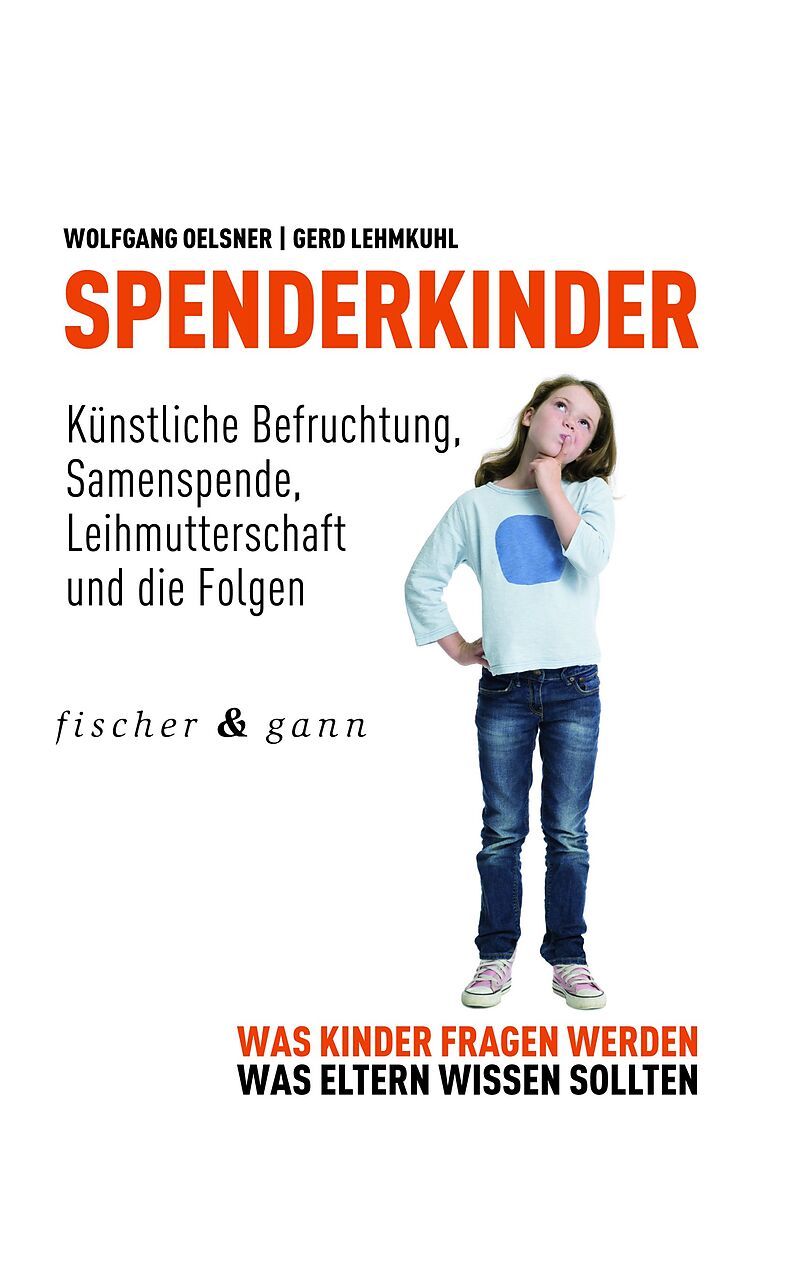 WOLFGANG OELSNER | GERD LEHMKUHL
SPENDERKINDER
Künstliche Befruchtung,
Samenspende,
Leihmutterschaft
und die Folgen
fischer & gann
WAS KINDER FRAGEN WERDEN
WAS ELTERN WISSEN SOLLTEN